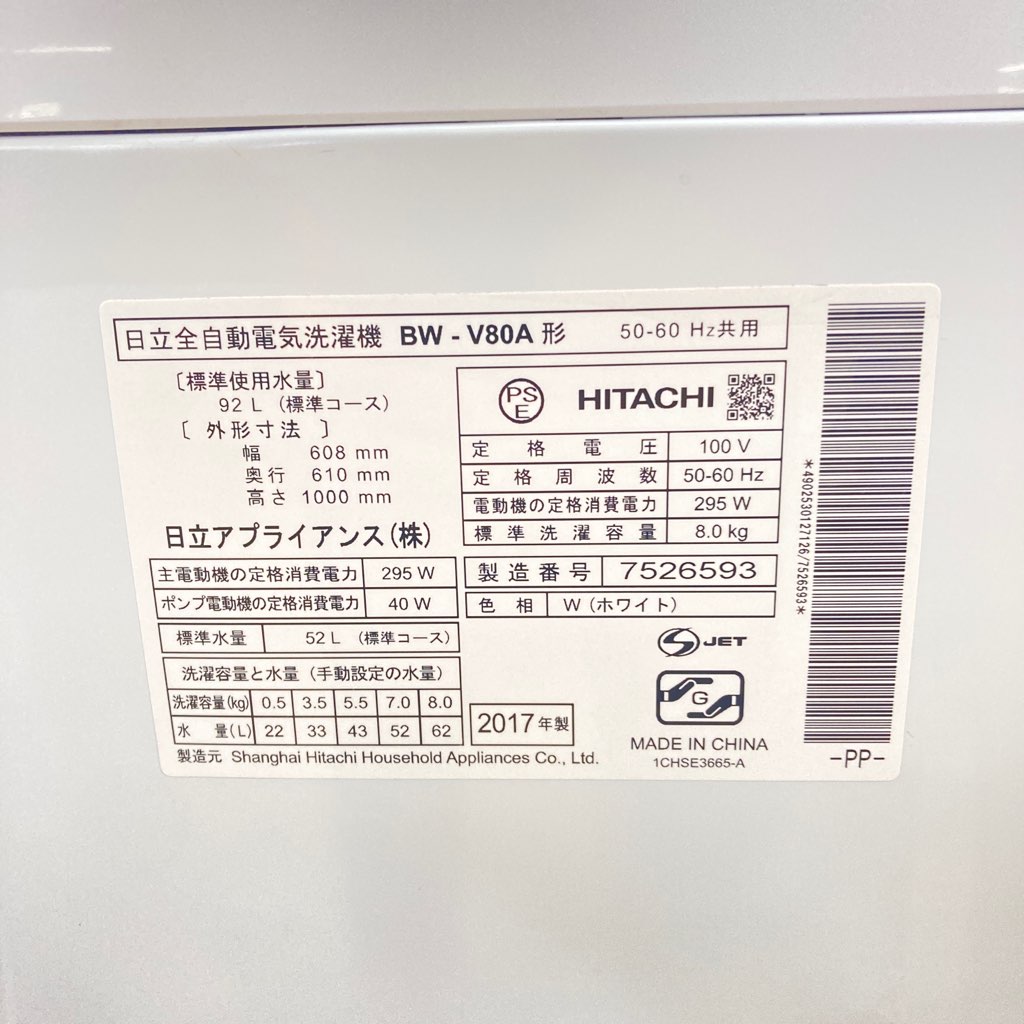 日立全自動電気洗濯機 BW - V80A 形 50-60 Hz共用
〔標準使用水量〕
92 L (標準コース)
〔 外形寸法 〕
幅 608 mm
奥行 610 mm
高さ 1000 mm
日立アプライアンス(株)
主電動機の定格消費電力 295 W
ポンプ電動機の定格消費電力 40 W
標準水量 52 L (標準コース)
洗濯容量と水量 (手動設定の水量)
洗濯容量(kg) 0.5 3.5 5.5 7.0 8.0
水 量(L) 22 33 43 52 62
製造元 Shanghai Hitachi Household Appliances Co., Ltd.
PS
E
HITACHI
定格電圧 100 V
定格周波数 50-60 Hz
電動機の定格消費電力 295 W
標準洗濯容量 8.0 kg
製造番号 7526593
色相 W (ホワイト)
S JET
G
2017 年製
MADE IN CHINA
1CHSE3665-A
*4902530127126/7526593*
-PP-